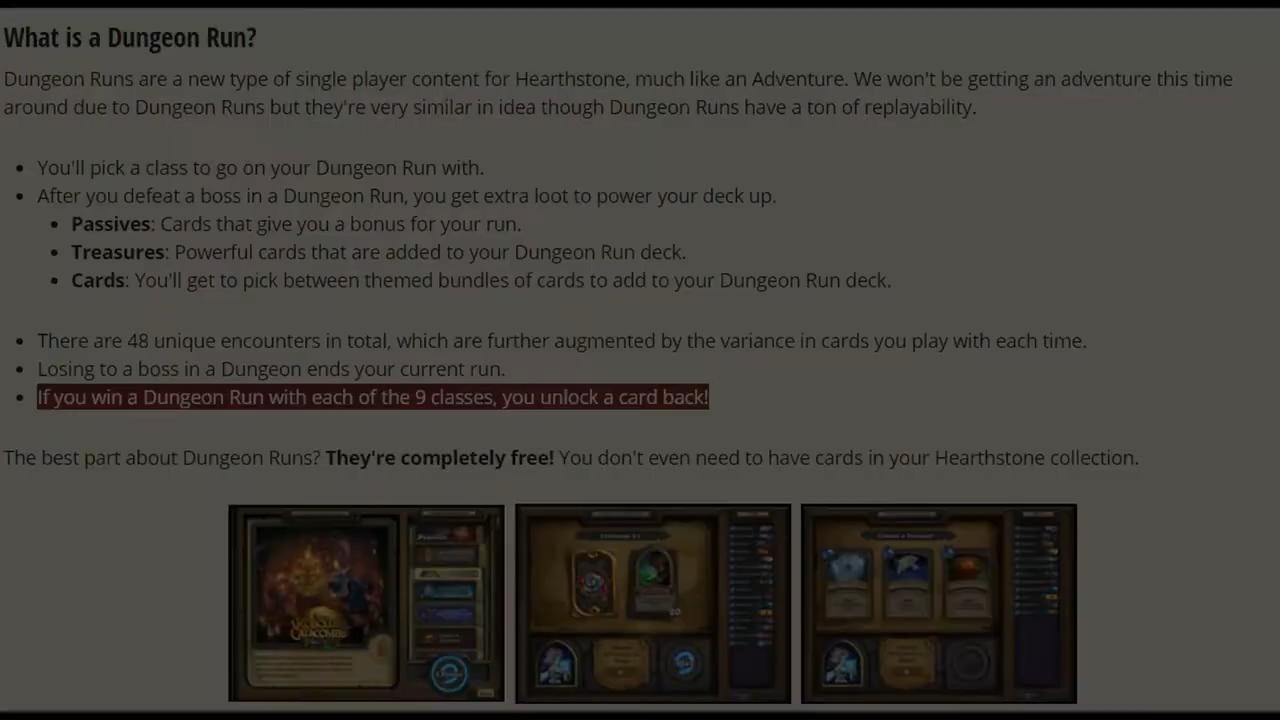 What is a Dungeon Run?
Dungeon Runs are a new type of single player content for Hearthstone, much like an Adventure. We won't be getting an adventure this time
around due to Dungeon Runs but they're very similar in idea though Dungeon Runs have a ton of replayability.
You'll pick a class to go on your Dungeon Run with.
After you defeat a boss in a Dungeon Run, you get extra loot to power your deck up.
Passives: Cards that give you a bonus for your run.
Treasures: Powerful cards that are added to your Dungeon Run deck.
Cards: You'll get to pick between themed bundles of cards to add to your Dungeon Run deck.
There are 48 unique encounters in total, which are further augmented by the variance in cards you play with each time.
Losing to a boss in a Dungeon ends your current run.
If you win a Dungeon Run with each of the 9 classes, you unlock a card back!
The best part about Dungeon Runs? They're completely free! You don't even need to have cards in your Hearthstone collection.